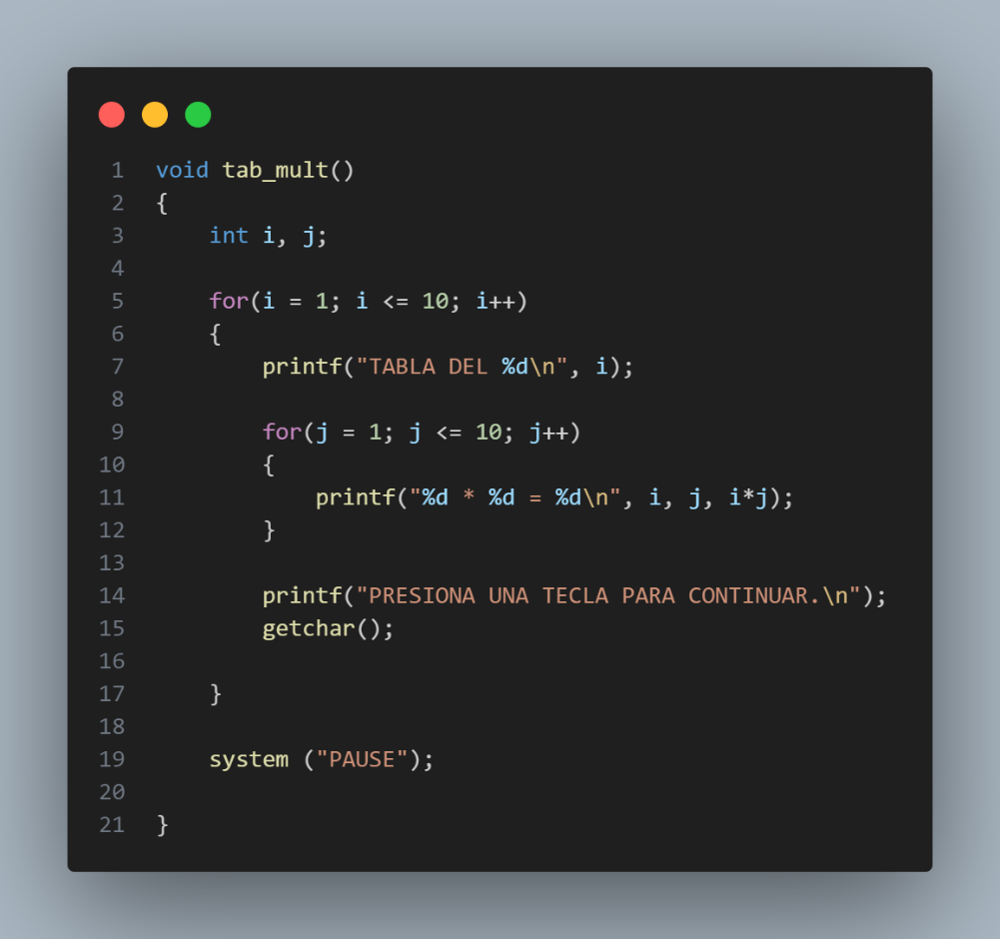 1 void tab_mult()
2 {
3     int i, j;
4
5     for(i = 1; i <= 10; i++)
6     {
7         printf("TABLA DEL %d\n", i);
8
9         for(j = 1; j <= 10; j++)
10         {
11             printf("%d * %d = %d\n", i, j, i*j);
12         }
13
14         printf("PRESIONA UNA TECLA PARA CONTINUAR.\n");
15         getchar();
16
17     }
18
19     system ("PAUSE");
20
21 }